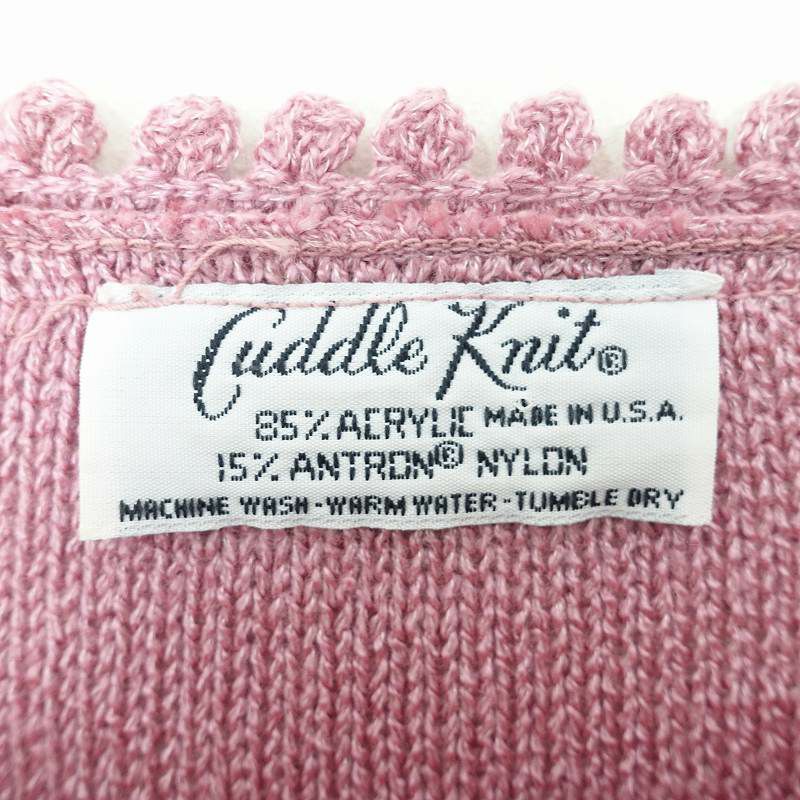 Cuddle Knit®
85% ACRYLIC MADE IN U.S.A.
15% ANTRON® NYLON
MACHINE WASH-WARM WATER-TUMBLE DRY